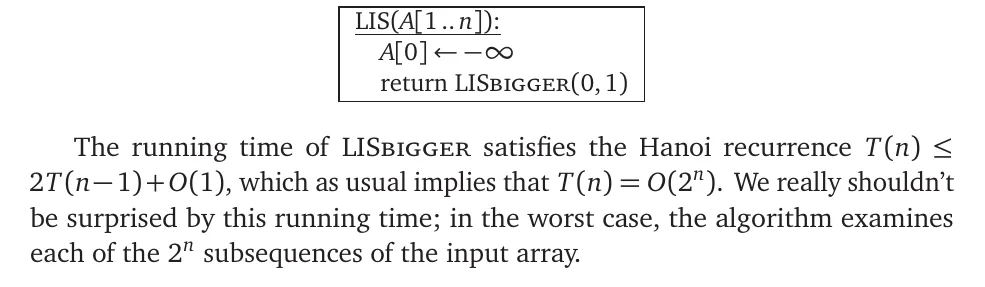 LIS(A[1 .. n]):
A[0] ← −∞
return LISBIGGER(0, 1)
The running time of LISBIGGER satisfies the Hanoi recurrence T(n) ≤
2T(n−1)+O(1), which as usual implies that T(n) = O(2ⁿ). We really shouldn't
be surprised by this running time; in the worst case, the algorithm examines
each of the 2ⁿ subsequences of the input array.